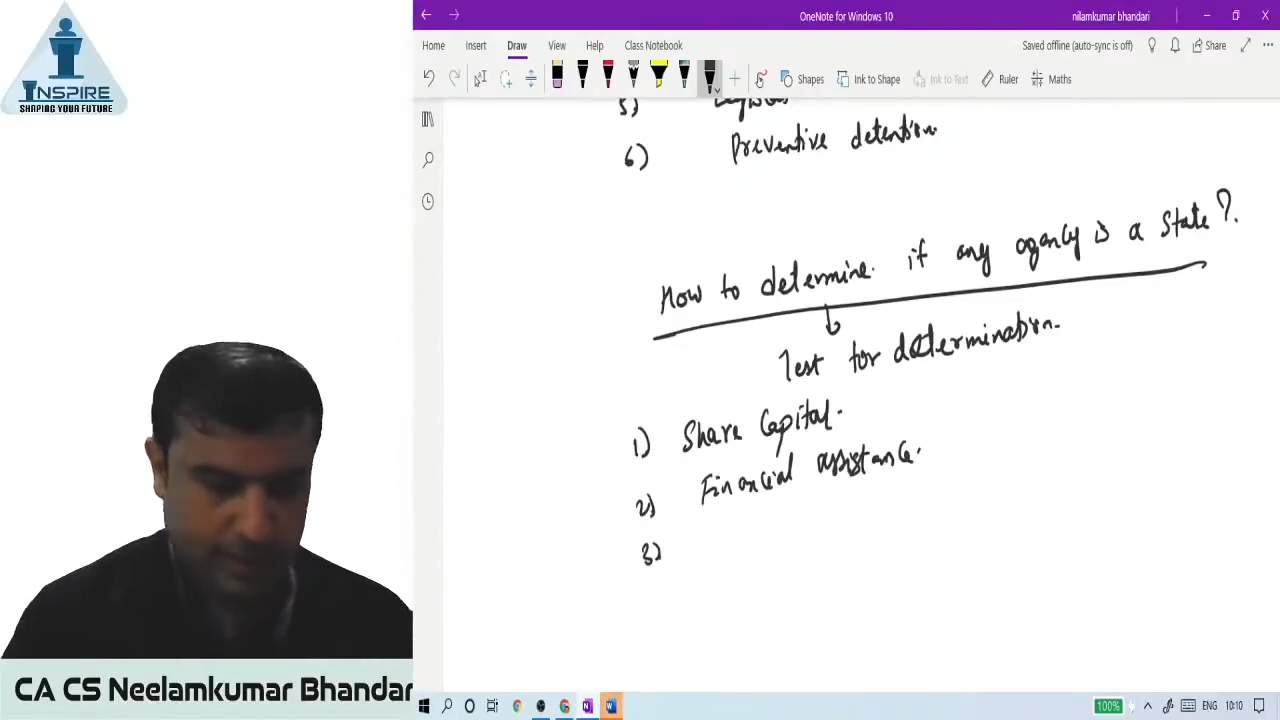 INSPIRE
SHAPING YOUR FUTURE
OneNote for Windows 10
nilamkumar bhandari
Home Insert Draw View Help Class Notebook
Saved offline (auto-sync is off) Share
Shapes Ink to Shape Ink to Text Ruler Maths
5)
6) Preventive detention
How to determine. if any agency is a State?
Test for determination.
1) Share Capital.
2) Financial assistance.
3)
CA CS Neelamkumar Bhandar
100% ENG 10:10